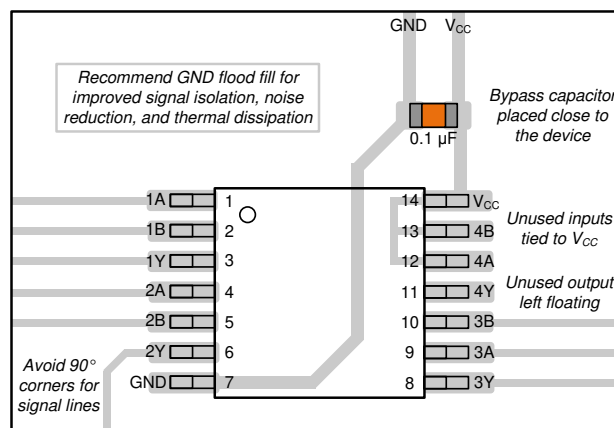 GND VCC
Recommend GND flood fill for
improved signal isolation, noise
reduction, and thermal dissipation
Bypass capacitor
placed close to
the device
0.1 µF
1A 1 14 VCC
1B 2 13 4B
Unused inputs
tied to VCC
1Y 3 12 4A
2A 4 11 4Y
Unused output
left floating
2B 5 10 3B
2Y 6 9 3A
GND 7 8 3Y
Avoid 90°
corners for
signal lines